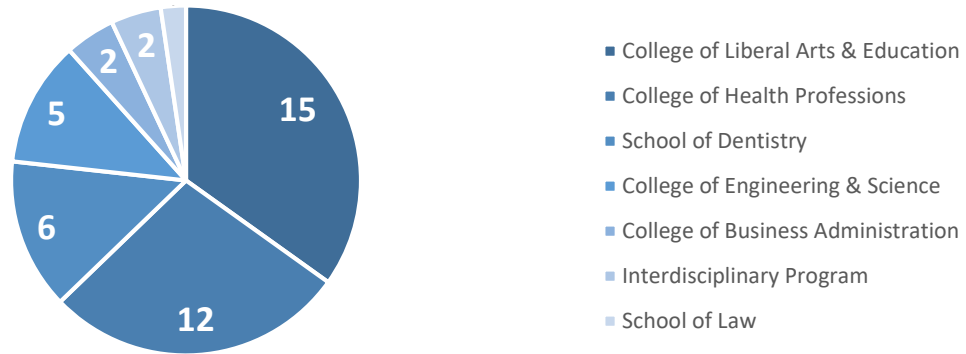 15
12
6
5
2
2
College of Liberal Arts & Education
College of Health Professions
School of Dentistry
College of Engineering & Science
College of Business Administration
Interdisciplinary Program
School of Law